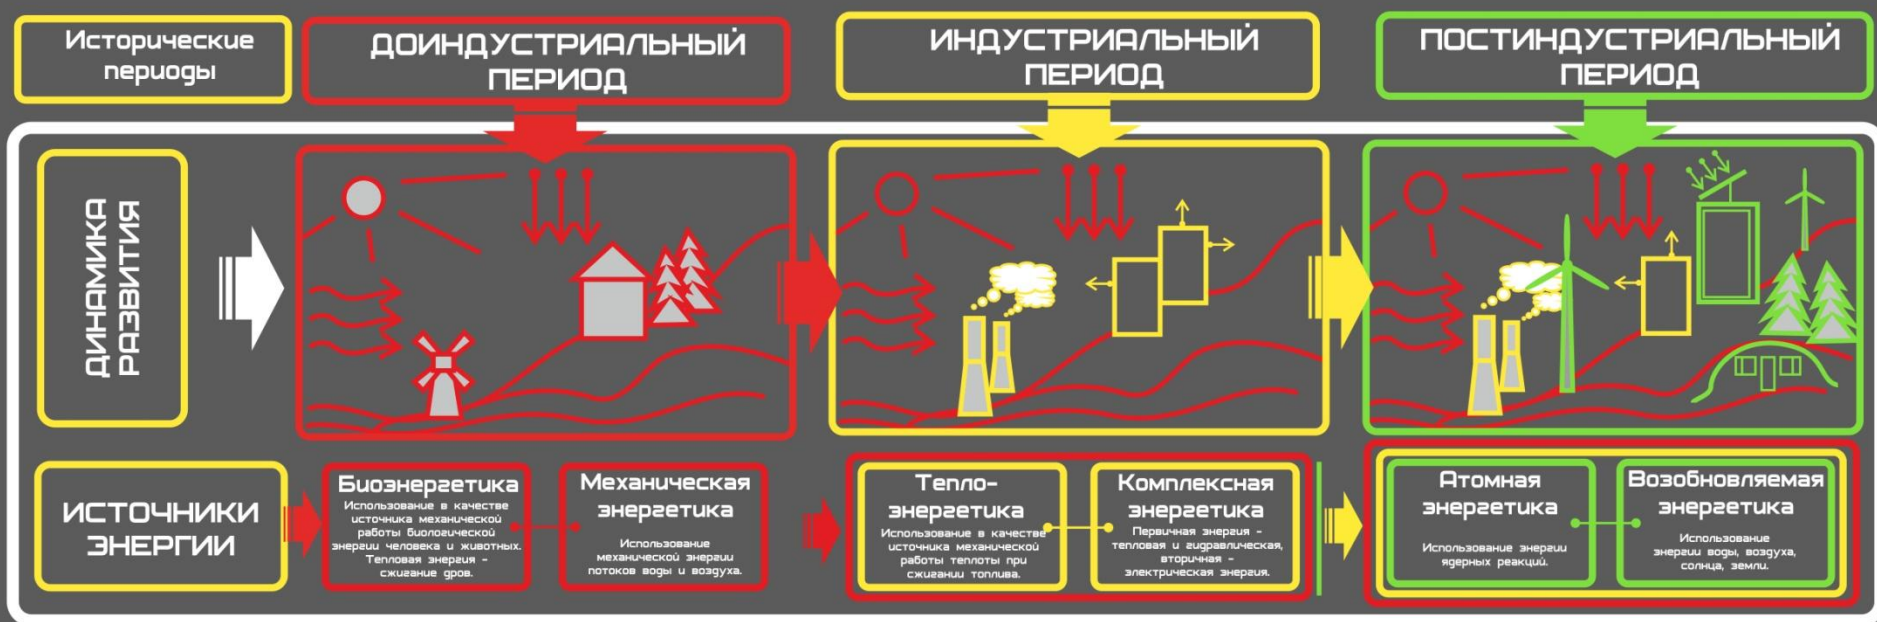 Исторические
периоды
ДОИНДУСТРИАЛЬНЫЙ
ПЕРИОД
ИНДУСТРИАЛЬНЫЙ
ПЕРИОД
ПОСТИНДУСТРИАЛЬНЫЙ
ПЕРИОД
ДИНАМИКА
РАЗВИТИЯ
ИСТОЧНИКИ
ЭНЕРГИИ
Биоэнергетика
Использование в качестве
источника механической
работы биологической
энергии человека и животных.
Тепловая энергия -
сжигание дров.
Механическая
энергетика
Использование
механической энергии
потоков воды и воздуха.
Тепло-
энергетика
Использование в качестве
источника механической
работы теплоты при
сжигании топлива.
Комплексная
энергетика
Первичная энергия -
тепловая и гидравлическая,
вторичная -
электрическая энергия.
Атомная
энергетика
Использование энергии
ядерных реакций.
Возобновляемая
энергетика
Использование
энергии воды, воздуха,
солнца, земли.